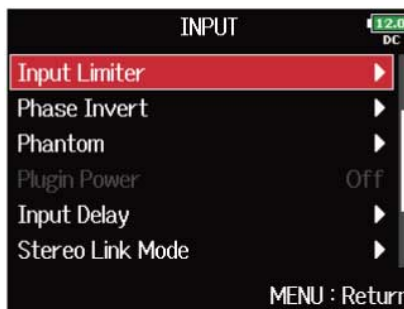 INPUT
12.0
DC
Input Limiter
Phase Invert
Phantom
Plugin Power Off
Input Delay
Stereo Link Mode
MENU : Return